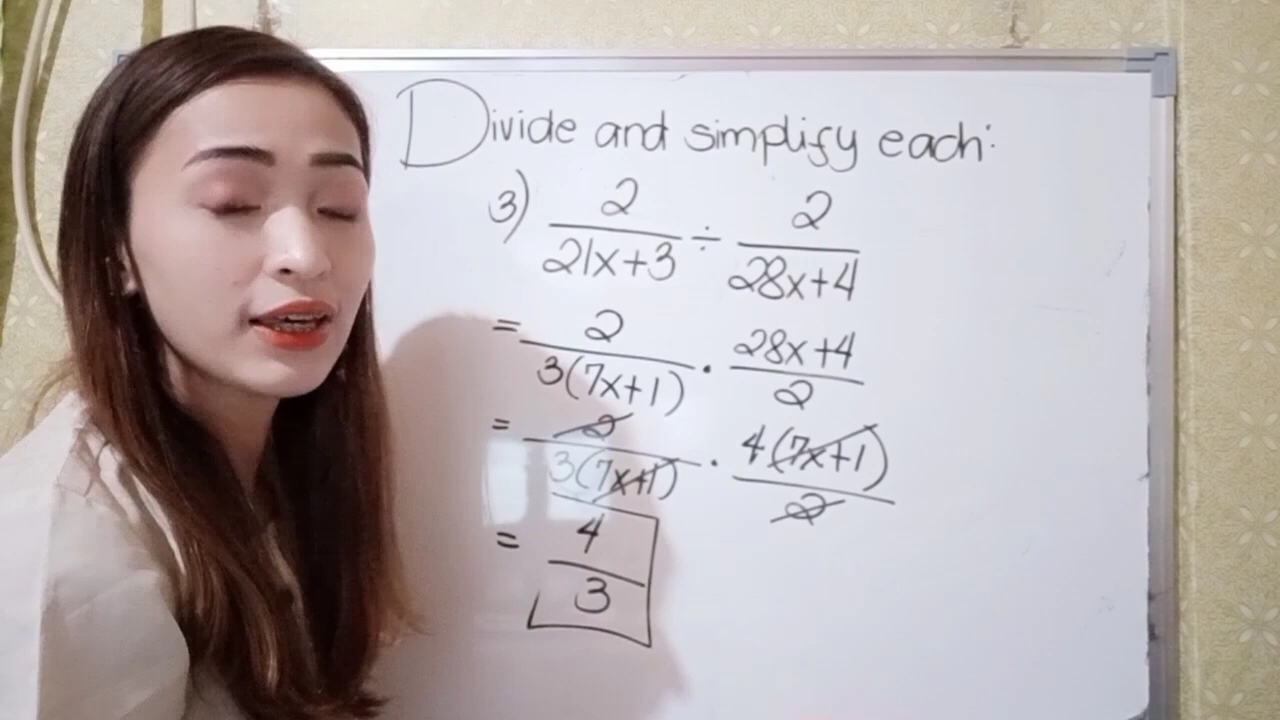 Divide and simplify each:
3) 2/(21x+3) ÷ 2/(28x+4)
= 2/(3(7x+1)) · (28x+4)/2
= 2/(3(7x+1)) · 4(7x+1)/2
= 4/3